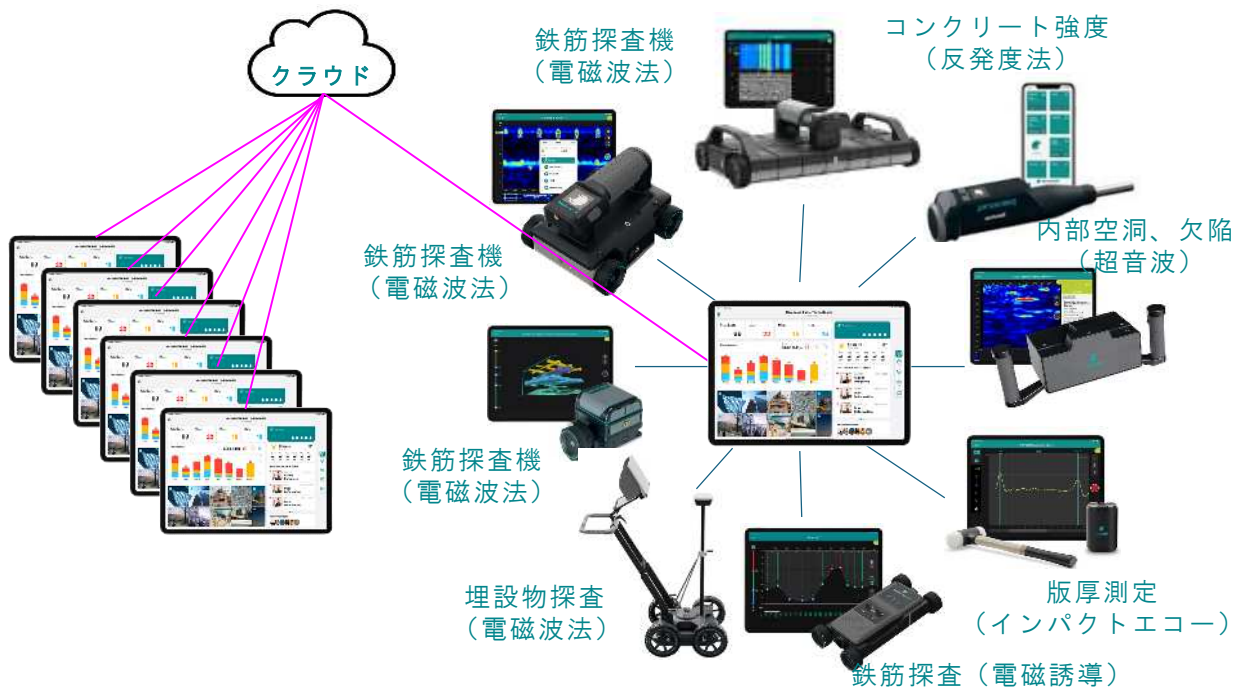 クラウド
鉄筋探査機
（電磁波法）
コンクリート強度
（反発度法）
鉄筋探査機
（電磁波法）
内部空洞、欠陥
（超音波）
鉄筋探査機
（電磁波法）
埋設物探査
（電磁波法）
版厚測定
（インパクトエコー）
鉄筋探査（電磁誘導）